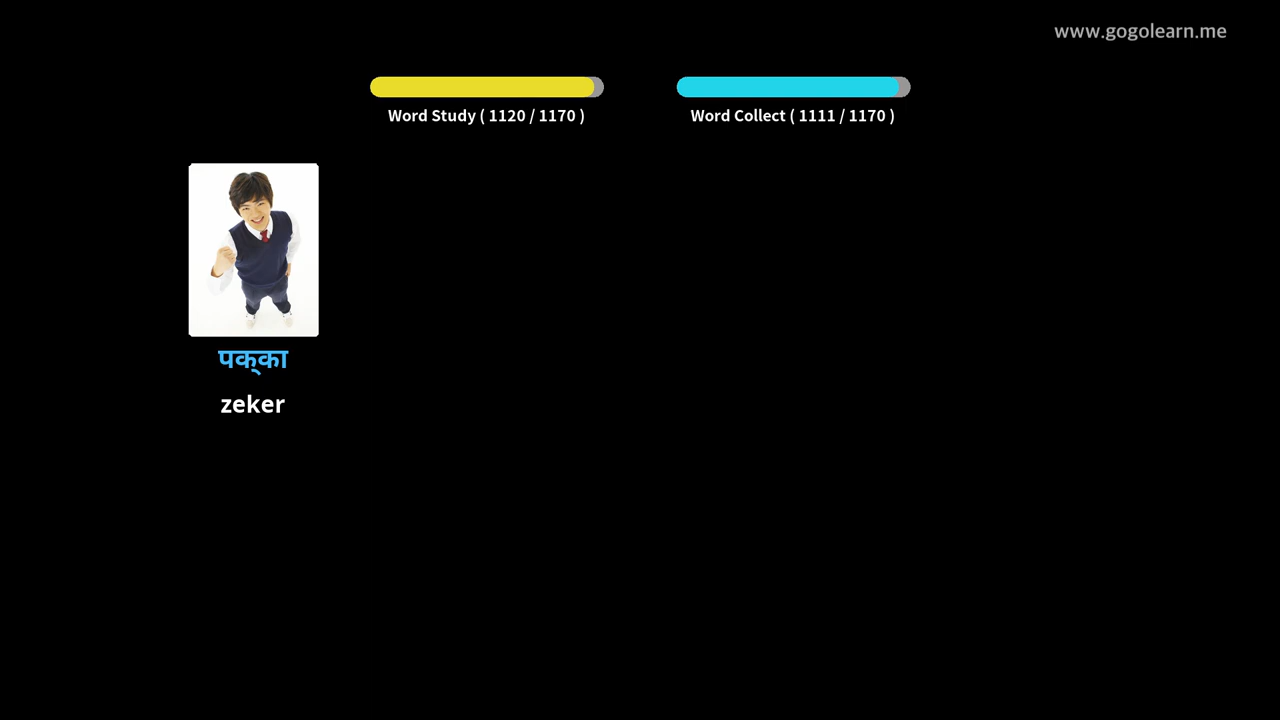 www.gogolearn.me
Word Study ( 1120 / 1170 )
Word Collect ( 1111 / 1170 )
पक्का
zeker